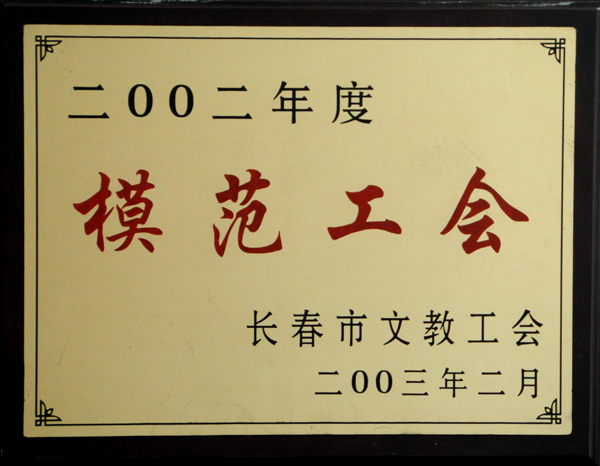 二00二年度
模范工会
长春市文教工会
二00三年二月